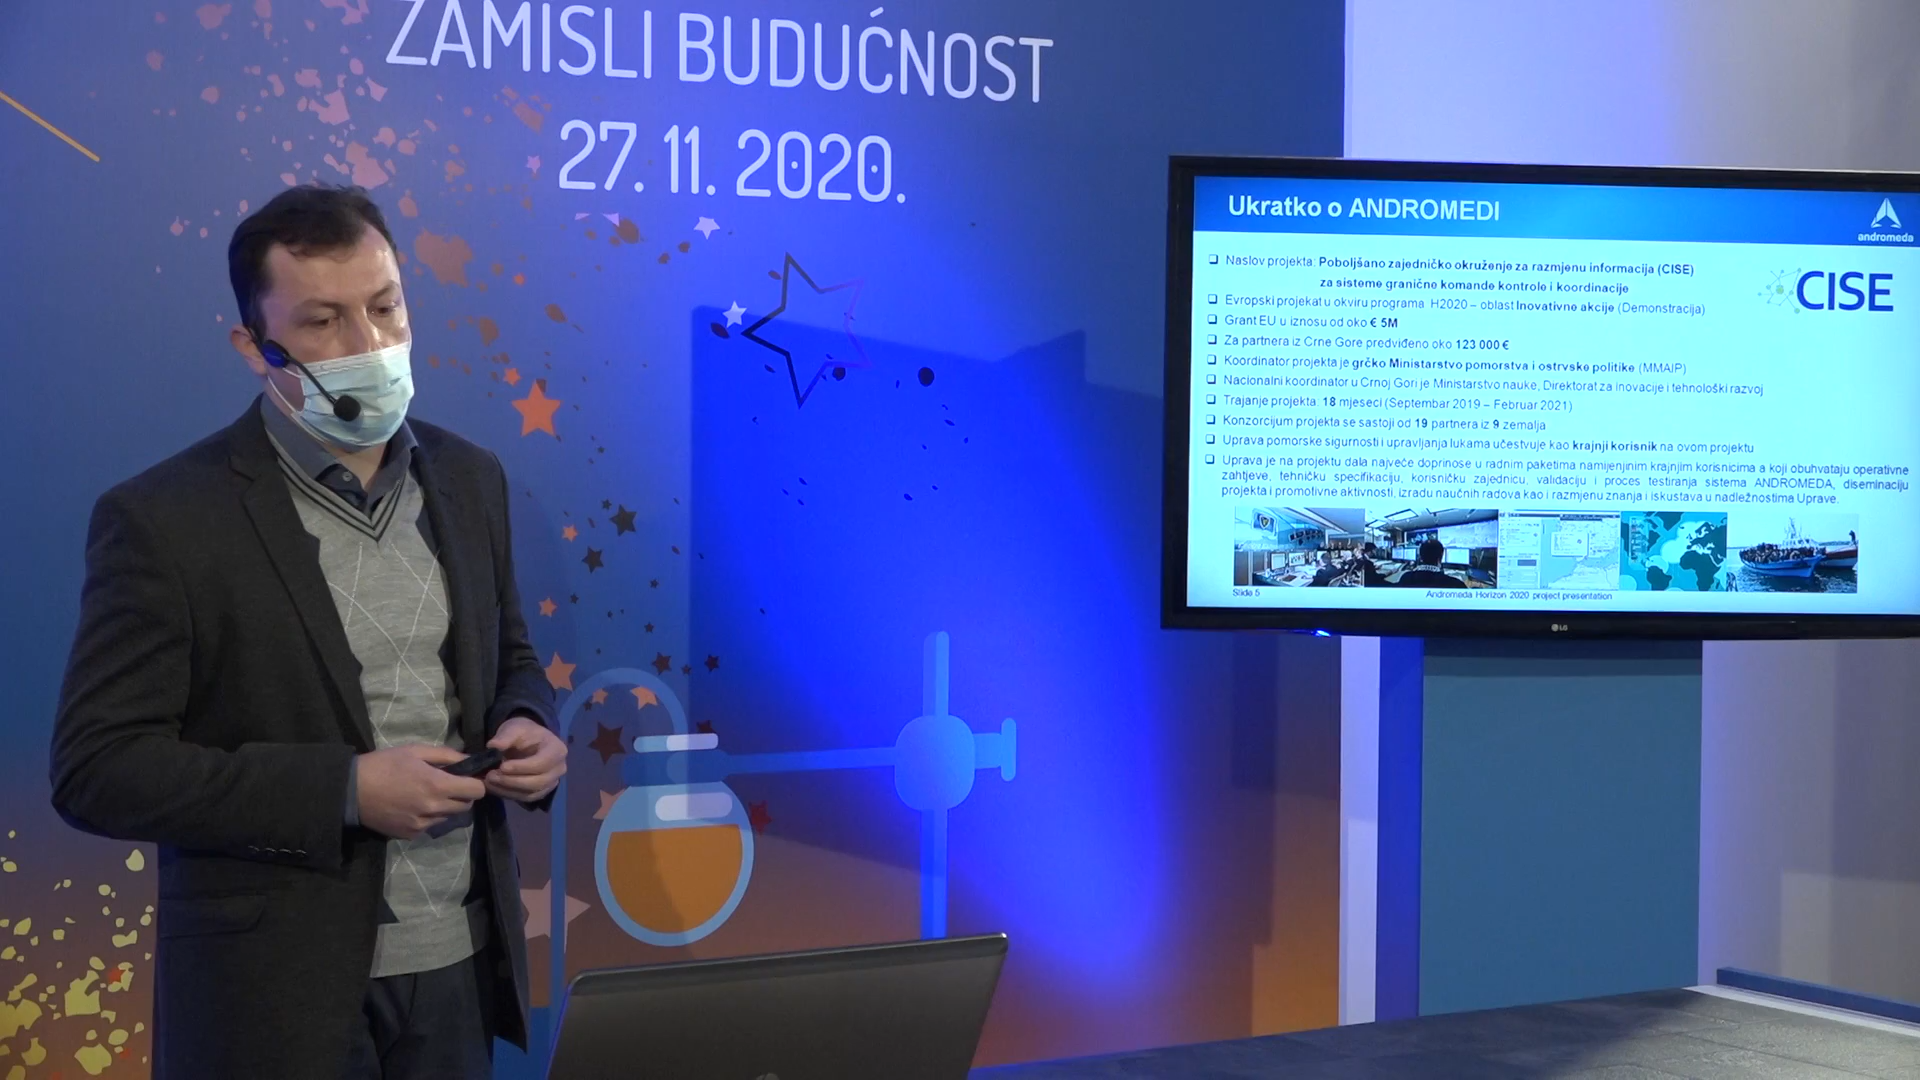 ZAMISLI BUDUĆNOST
27. 11. 2020.
Ukratko o ANDROMEDI
andromeda
CISE
❑ Naslov projekta: Poboljšano zajedničko okruženje za razmjenu informacija (CISE)
za sisteme granične komande kontrole i koordinacije
❑ Evropski projekat u okviru programa H2020 – oblast Inovativne akcije (Demonstracija)
❑ Grant EU u iznosu od oko € 5M
❑ Za partnera iz Crne Gore predviđeno oko 123 000 €
❑ Koordinator projekta je grčko Ministarstvo pomorstva i ostrvske politike (MMAIP)
❑ Nacionalni koordinator u Crnoj Gori je Ministarstvo nauke, Direktorat za inovacije i tehnološki razvoj
❑ Trajanje projekta: 18 mjeseci (Septembar 2019 – Februar 2021)
❑ Konzorcijum projekta se sastoji od 19 partnera iz 9 zemalja
❑ Uprava pomorske sigurnosti i upravljanja lukama učestvuje kao krajnji korisnik na ovom projektu
❑ Uprava je na projektu dala najveće doprinose u radnim paketima namijenjinim krajnjim korisnicima a koji obuhvataju operativne
zahtjeve, tehničku specifikaciju, korisničku zajednicu, validaciju i proces testiranja sistema ANDROMEDA, diseminaciju
projekta i promotivne aktivnosti, izradu naučnih radova kao i razmjenu znanja i iskustava u nadležnostima Uprave.
Slide 5
Andromeda Horizon 2020 project presentation
LG